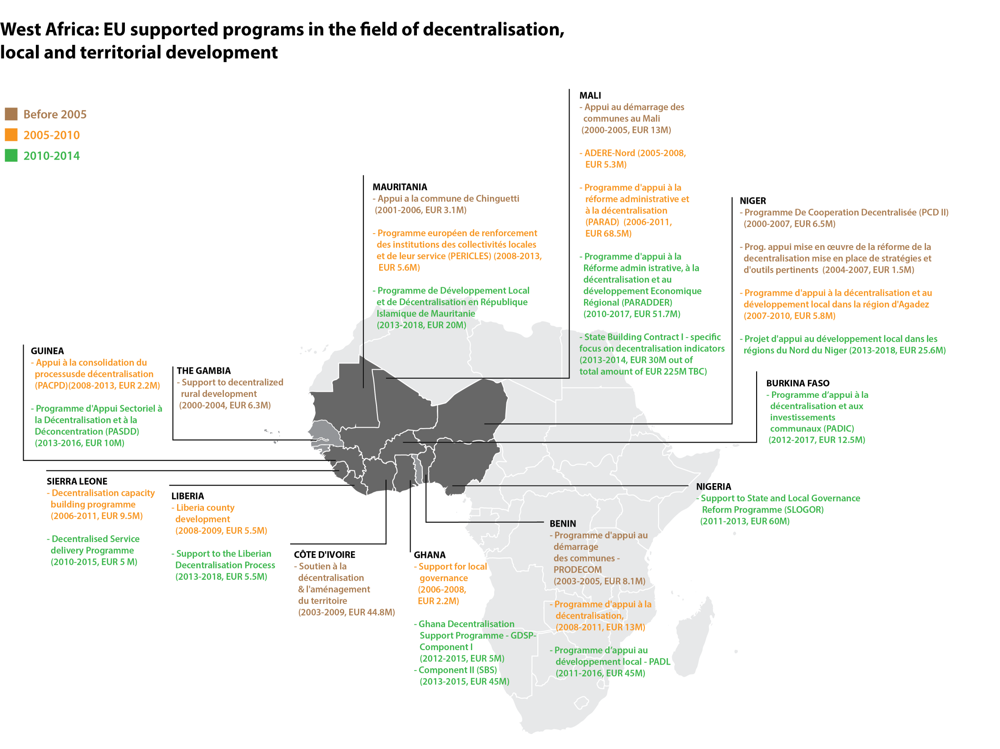 West Africa: EU supported programs in the field of decentralisation,
local and territorial development
Before 2005
2005-2010
2010-2014
MALI
- Appui au démarrage des
communes au Mali
(2000-2005, EUR 13M)
- ADERE-Nord (2005-2008,
EUR 5.3M)
- Programme d'appui à la
réforme administrative et
à la décentralisation
(PARAD) (2006-2011,
EUR 68.5M)
- Programme d'appui à la
Réforme admin istrative, à la
décentralisation et au
développement Economique
Régional (PARADDER)
(2010-2017, EUR 51.7M)
- State Building Contract I - specific
focus on decentralisation indicators
(2013-2014, EUR 30M out of
total amount of EUR 225M TBC)
MAURITANIA
- Appui a la commune de Chinguetti
(2001-2006, EUR 3.1M)
- Programme européen de renforcement
des institutions des collectivités locales
et de leur service (PERICLES) (2008-2013,
EUR 5.6M)
- Programme de Développement Local
et de Décentralisation en République
Islamique de Mauritanie
(2013-2018, EUR 20M)
NIGER
- Programme De Cooperation Decentralisée (PCD II)
(2000-2007, EUR 6.5M)
- Prog. appui mise en œuvre de la réforme de la
decentralisation mise en place de stratégies et
d'outils pertinents (2004-2007, EUR 1.5M)
- Programme d'appui à la décentralisation et au
développement local dans la région d'Agadez
(2007-2010, EUR 5.8M)
- Projet d'appui au développement local dans les
régions du Nord du Niger (2013-2018, EUR 25.6M)
GUINEA
- Appui à la consolidation du
processusde décentralisation
(PACPD)(2008-2013, EUR 2.2M)
- Programme d'Appui Sectoriel à
la Décentralisation et à la
Déconcentration (PASDD)
(2013-2016, EUR 10M)
THE GAMBIA
- Support to decentralized
rural development
(2000-2004, EUR 6.3M)
BURKINA FASO
- Programme d’appui à la
décentralisation et aux
investissements
communaux (PADIC)
(2012-2017, EUR 12.5M)
SIERRA LEONE
- Decentralisation capacity
building programme
(2006-2011, EUR 9.5M)
- Decentralised Service
delivery Programme
(2010-2015, EUR 5 M)
LIBERIA
- Liberia county
development
(2008-2009, EUR 5.5M)
- Support to the Liberian
Decentralisation Process
(2013-2018, EUR 5.5M)
CÔTE D'IVOIRE
- Soutien à la
décentralisation
& l'aménagement
du territoire
(2003-2009, EUR 44.8M)
GHANA
- Support for local
governance
(2006-2008,
EUR 2.2M)
- Ghana Decentralisation
Support Programme - GDSP-
Component I
(2012-2015, EUR 5M)
- Component II (SBS)
(2013-2015, EUR 45M)
BENIN
- Programme d'appui au
démarrage
des communes -
PRODECOM
(2003-2005, EUR 8.1M)
- Programme d'appui à la
décentralisation,
(2008-2011, EUR 13M)
- Programme d’appui au
développement local - PADL
(2011-2016, EUR 45M)
NIGERIA
- Support to State and Local Governance
Reform Programme (SLOGOR)
(2011-2013, EUR 60M)